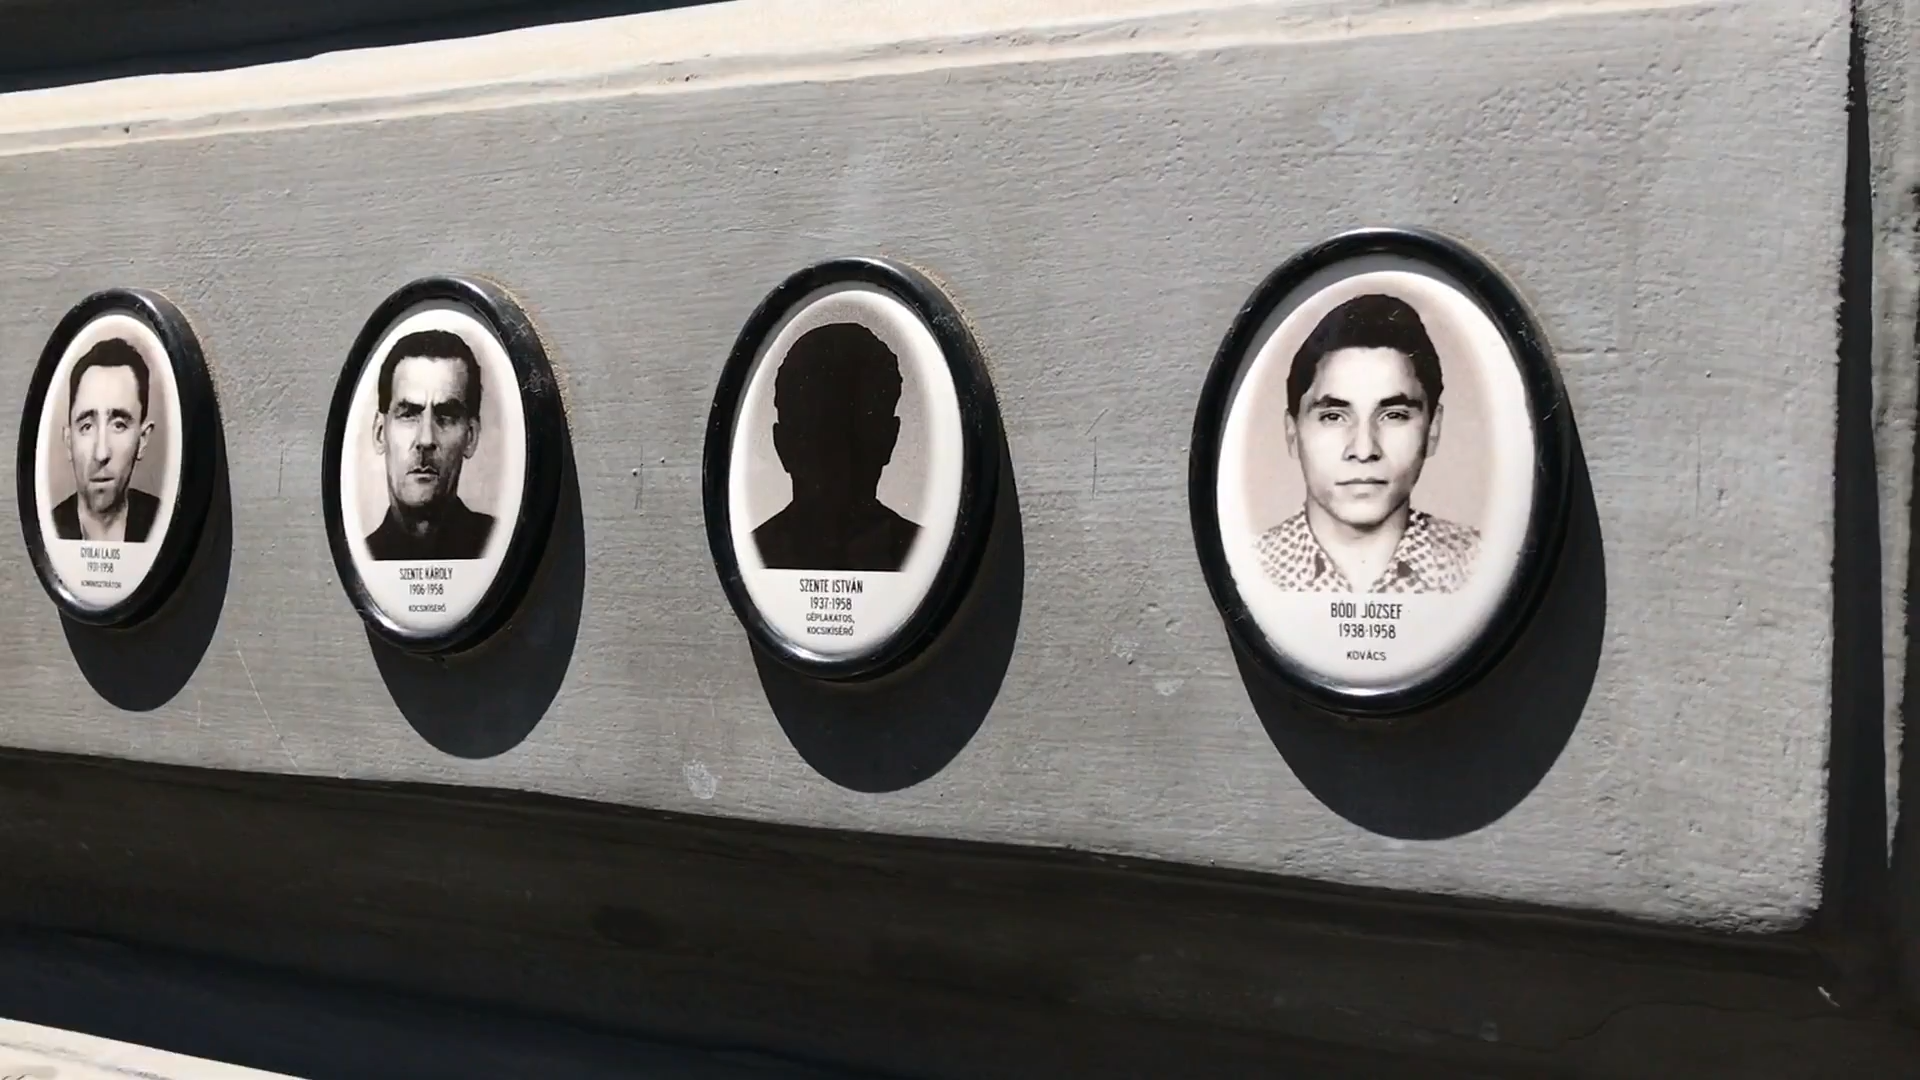 GYULAI LAJOS
1931-1958
ADMINISZTRÁTOR
SZENTE KÁROLY
1906-1958
KOCSIKÍSÉRŐ
SZENTE ISTVÁN
1937-1958
GÉPLAKATOS,
KOCSIKÍSÉRŐ
BÓDI JÓZSEF
1938-1958
KOVÁCS